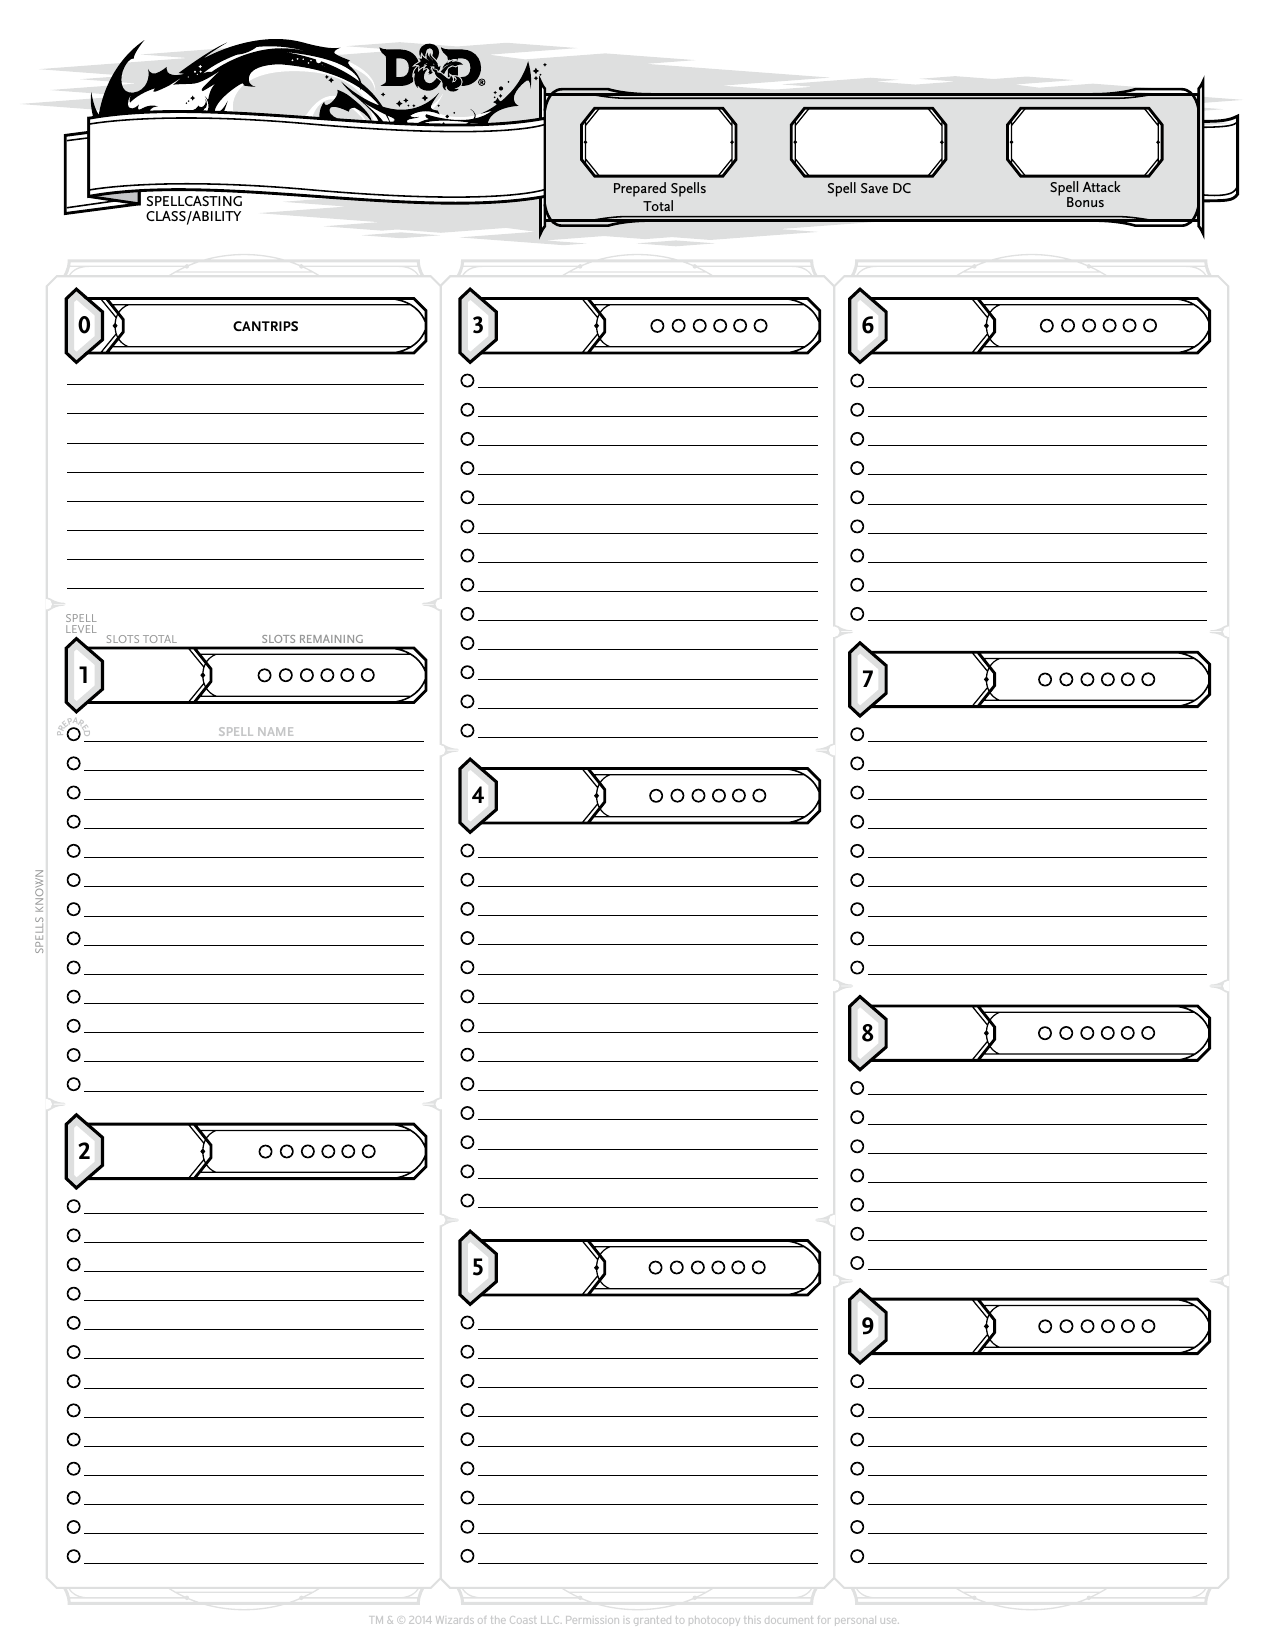 D&D®
Prepared Spells
Total
Spell Save DC
Spell Attack
Bonus
SPELLCASTING
CLASS/ABILITY
0
CANTRIPS
SPELL
LEVEL
SLOTS TOTAL
SLOTS REMAINING
1
PREPARED
SPELL NAME
SPELLS KNOWN
2
3
4
5
6
7
8
9
TM & © 2014 Wizards of the Coast LLC. Permission is granted to photocopy this document for personal use.